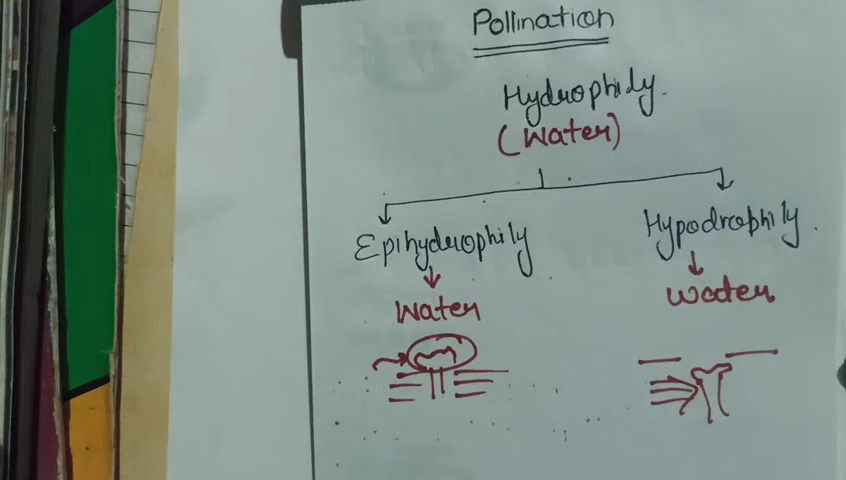 Pollination
Hydrophily.
(Water)
Epihydrophily
Hypodrophily.
Water
Water